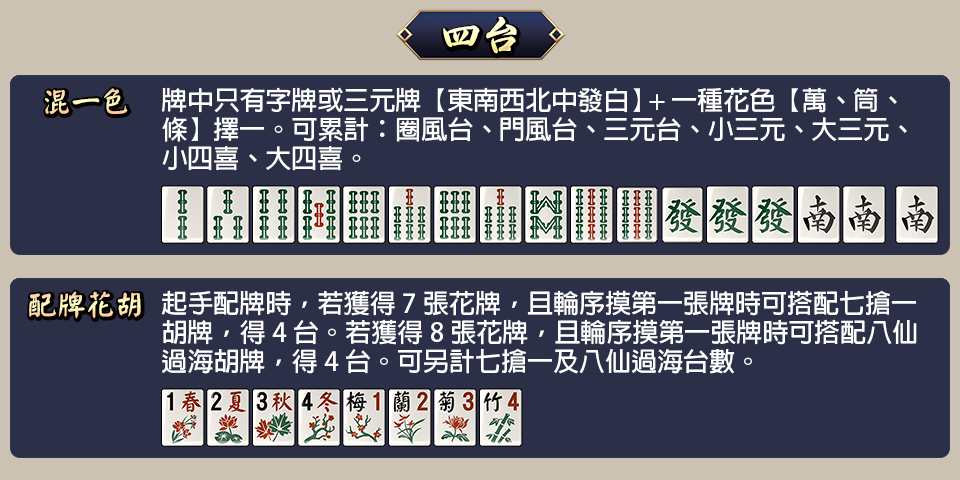 四台
混一色
牌中只有字牌或三元牌【東南西北中發白】+ 一種花色【萬、筒、
條】擇一。可累計：圈風台、門風台、三元台、小三元、大三元、
小四喜、大四喜。
發 發 發 南 南 南
配牌花胡
起手配牌時，若獲得 7 張花牌，且輪序摸第一張牌時可搭配七搶一
胡牌，得 4 台。若獲得 8 張花牌，且輪序摸第一張牌時可搭配八仙
過海胡牌，得 4 台。可另計七搶一及八仙過海台數。
1 春 2 夏 3 秋 4 冬 梅 1 蘭 2 菊 3 竹 4